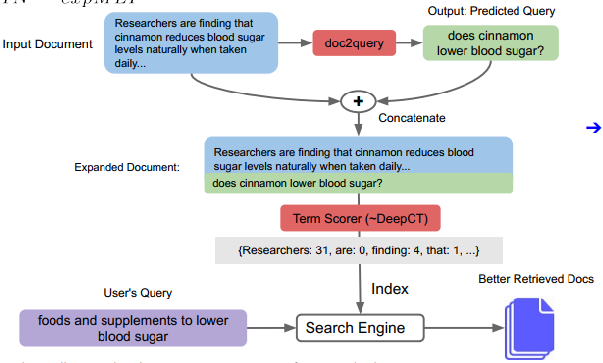 Researchers are finding that
cinnamon reduces blood sugar
levels naturally when taken
daily...
Input Document
doc2query
Output: Predicted Query
does cinnamon
lower blood sugar?
+
Concatenate
➔
Expanded Document:
Researchers are finding that cinnamon reduces blood
sugar levels naturally when taken daily...
does cinnamon lower blood sugar?
Term Scorer (~DeepCT)
{Researchers: 31, are: 0, finding: 4, that: 1, ...}
Index
User's Query
foods and supplements to lower
blood sugar
Search Engine
Better Retrieved Docs